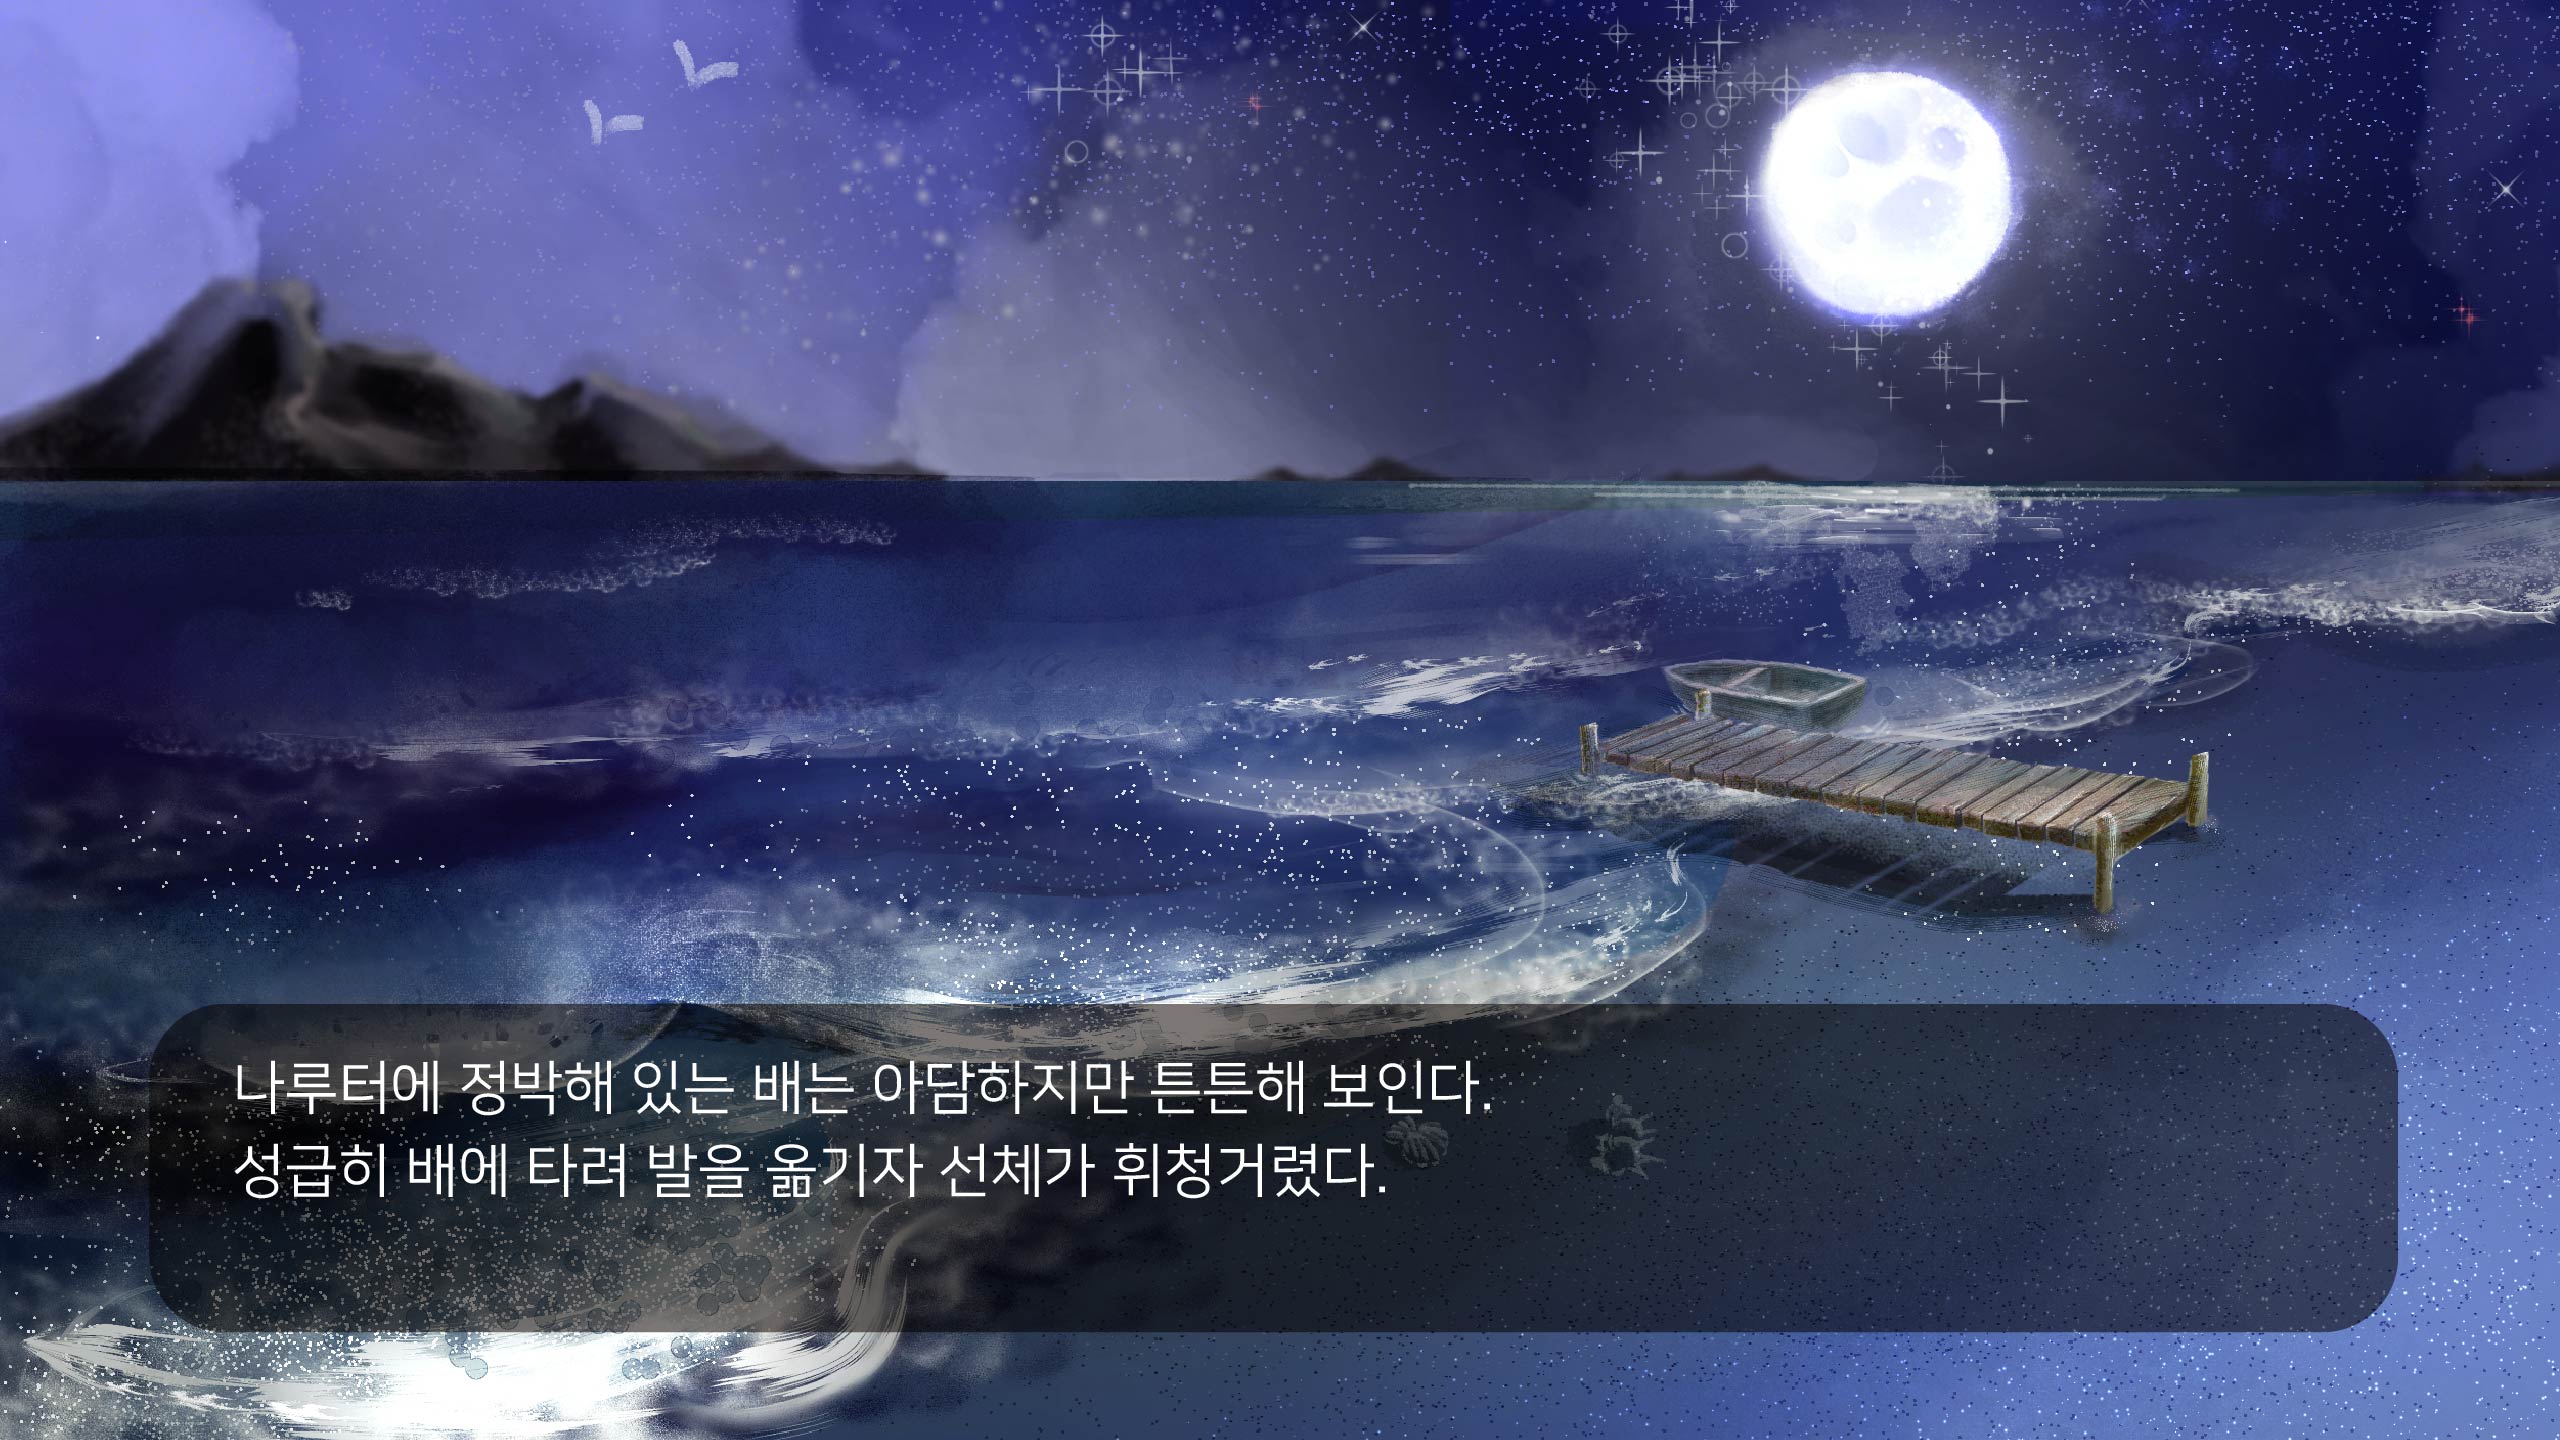 나루터에 정박해 있는 배는 아담하지만 튼튼해 보인다.
성급히 배에 타려 발을 옮기자 선체가 휘청거렸다.